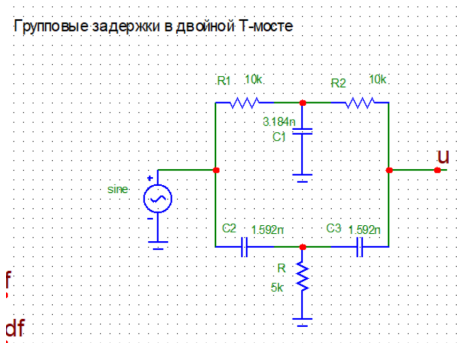 Групповые задержки в двойной Т-мосте
R1 10k
R2 10k
3.184n
C1
u
sine
C2 1.592n
C3 1.592n
R
5k
f
df